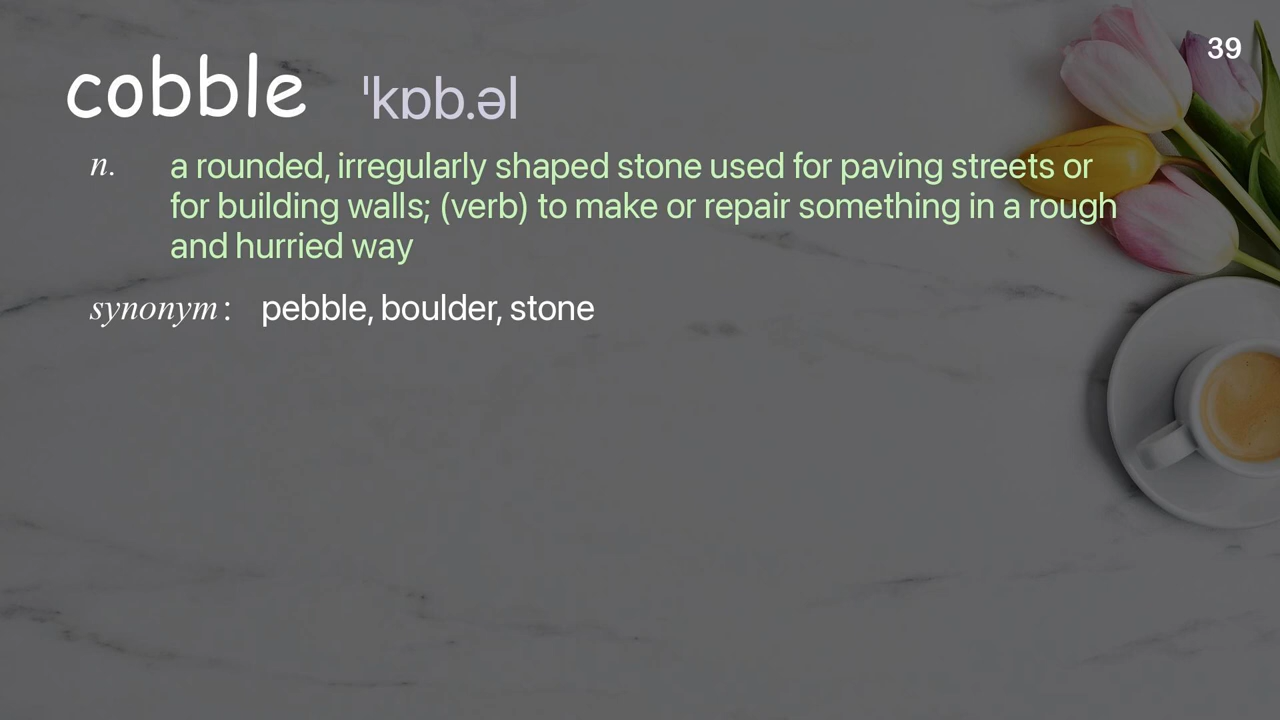 39
cobble ˈkɒb.əl
n. a rounded, irregularly shaped stone used for paving streets or
for building walls; (verb) to make or repair something in a rough
and hurried way
synonym: pebble, boulder, stone